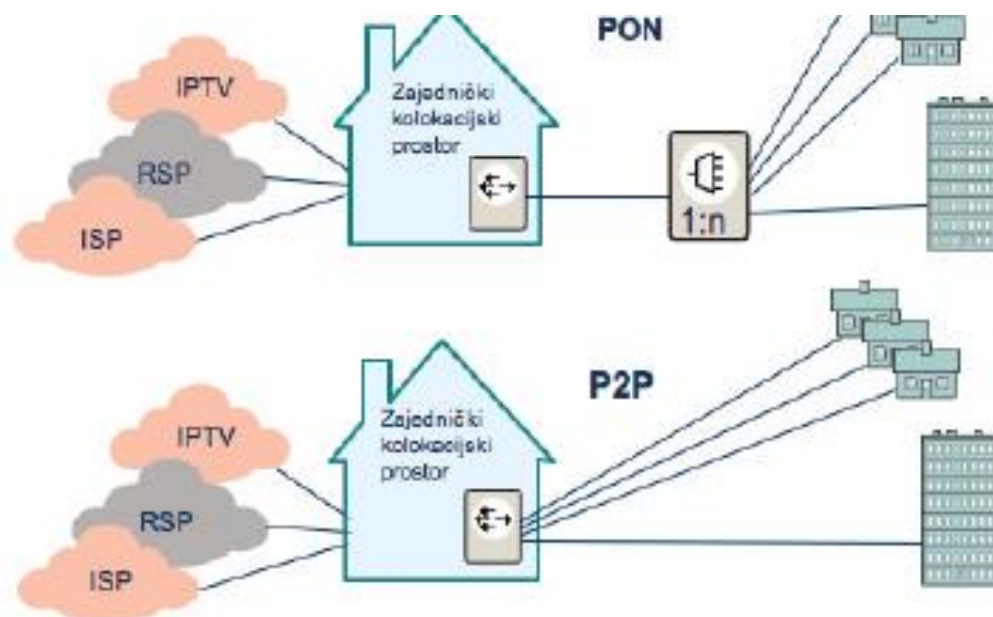 PON
IPTV
RSP
ISP
Zajednički
kolokacijski
prostor
1:n
P2P
IPTV
RSP
ISP
Zajednički
kolokacijski
prostor